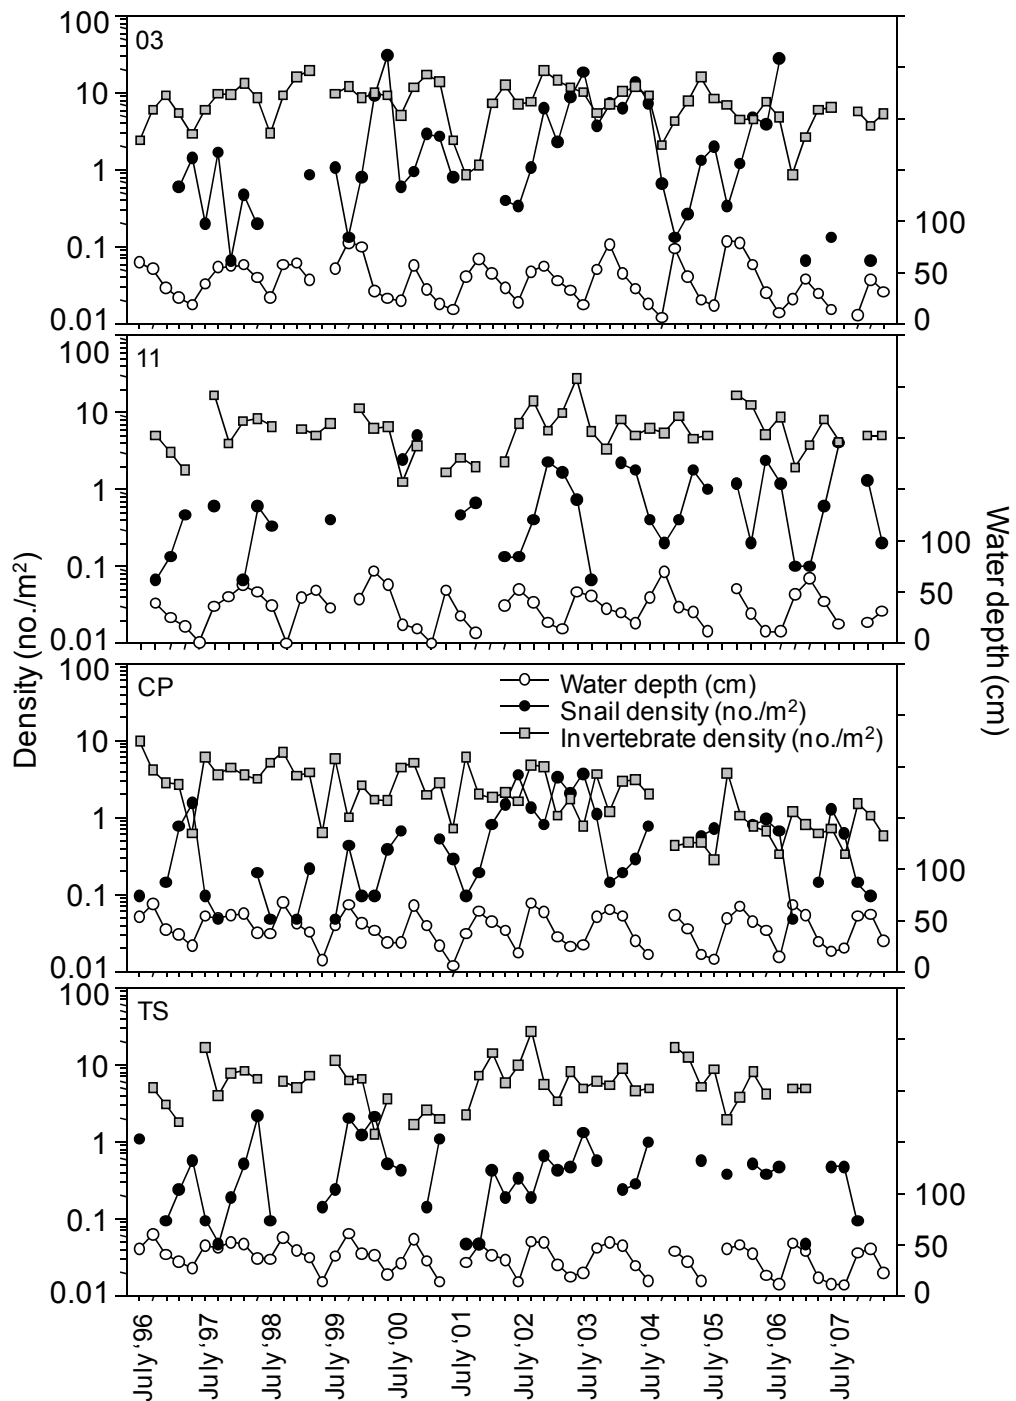 100
10
1
0.1
0.01
03
100
50
0
100
10
1
0.1
0.01
11
100
50
0
100
10
1
0.1
0.01
CP
Water depth (cm)
Snail density (no./m²)
Invertebrate density (no./m²)
100
50
0
100
10
1
0.1
0.01
TS
100
50
0
Density (no./m²)
Water depth (cm)
July ‘96
July ‘97
July ‘98
July ‘99
July ‘00
July ‘01
July ‘02
July ‘03
July ‘04
July ‘05
July ‘06
July ‘07